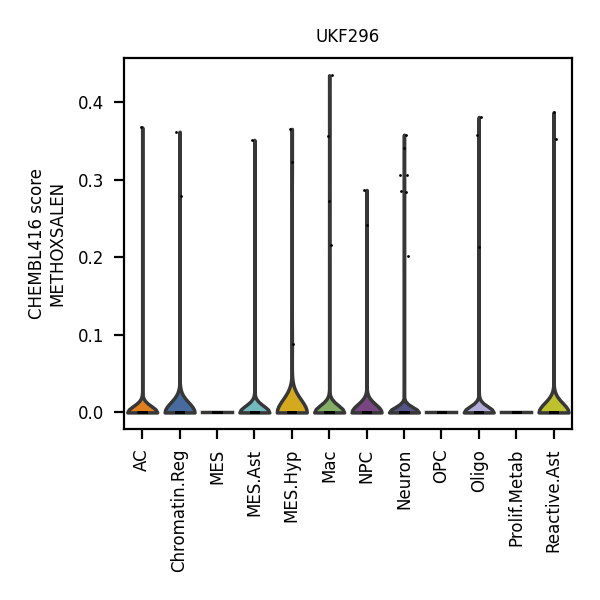 UKF296
CHEMBL416 score
METHOXSALEN
0.4
0.3
0.2
0.1
0.0
AC
Chromatin.Reg
MES
MES.Ast
MES.Hyp
Mac
NPC
Neuron
OPC
Oligo
Prolif.Metab
Reactive.Ast